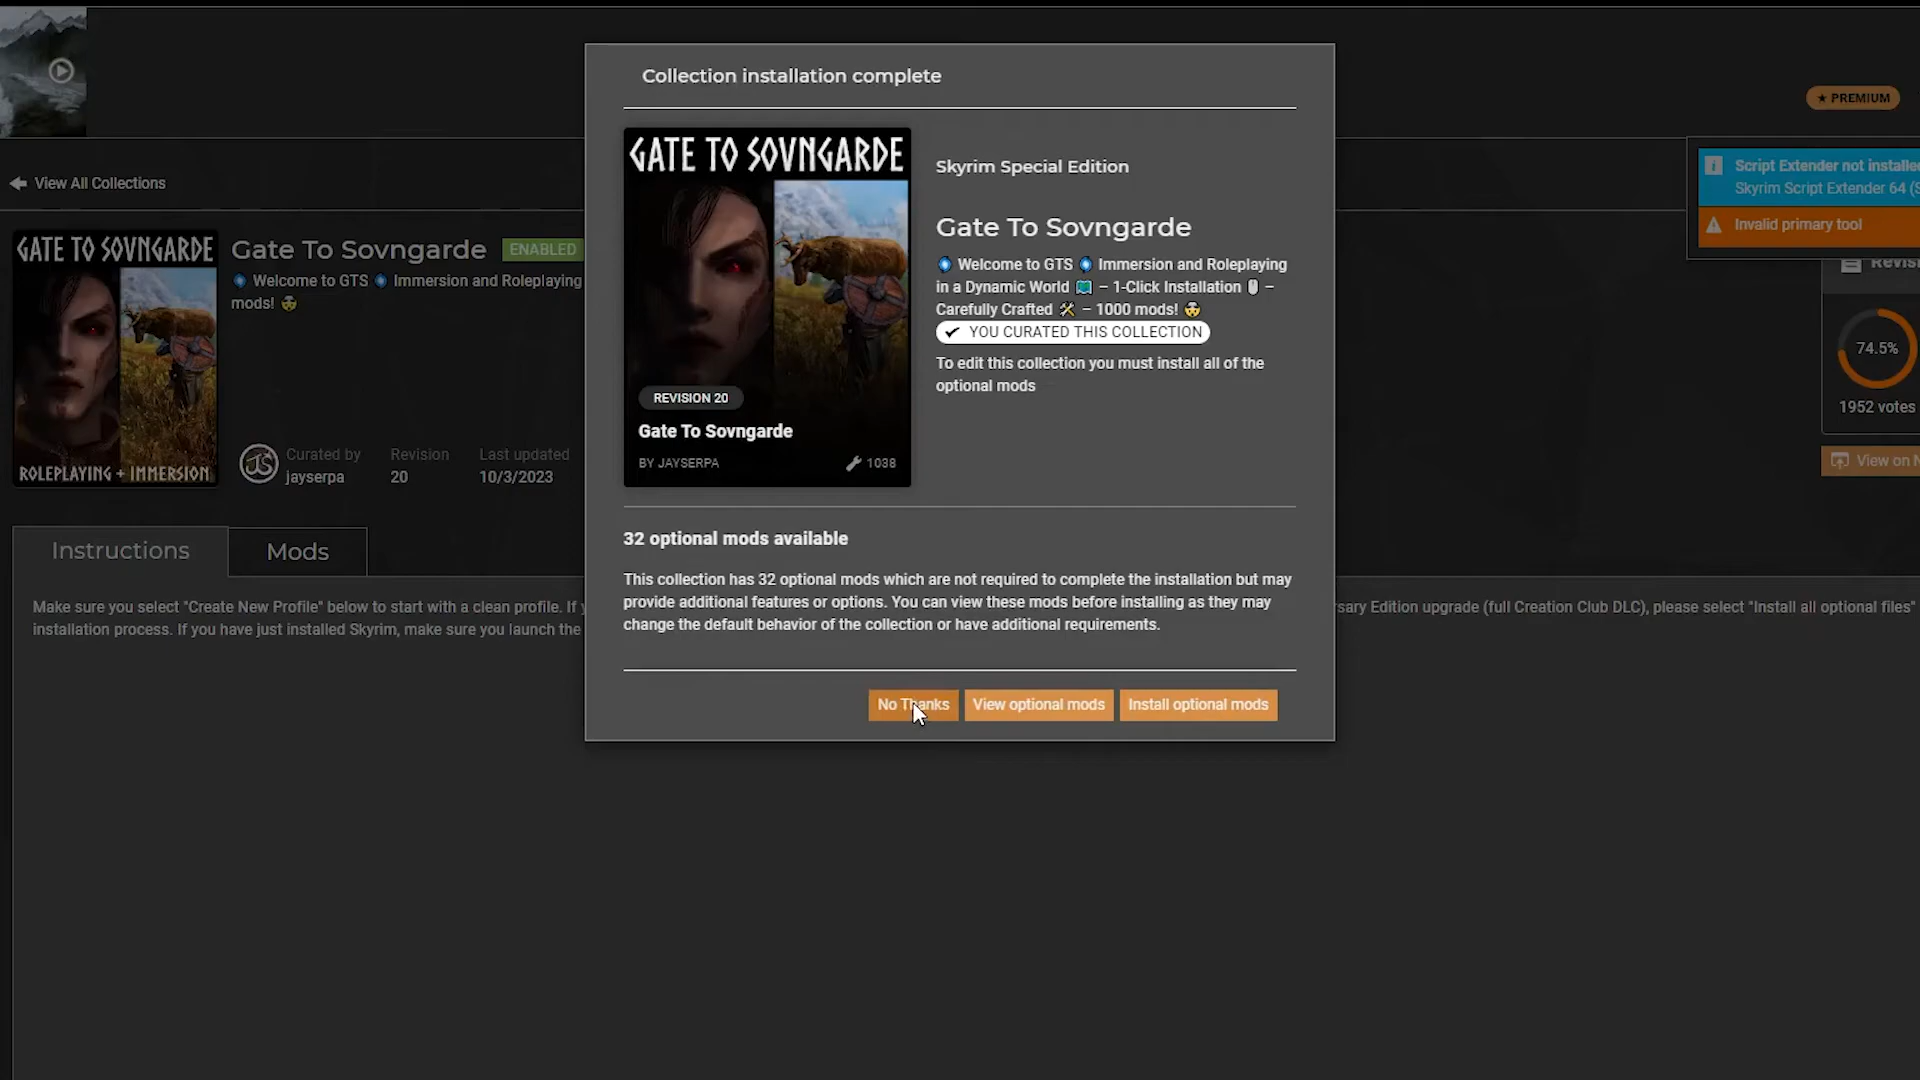 Collection installation complete
GATE TO SOVNGARDE
Skyrim Special Edition
Gate To Sovngarde
Welcome to GTS Immersion and Roleplaying
in a Dynamic World – 1-Click Installation –
Carefully Crafted – 1000 mods!
YOU CURATED THIS COLLECTION
To edit this collection you must install all of the
optional mods
REVISION 20
Gate To Sovngarde
BY JAYSERPA
1038
32 optional mods available
This collection has 32 optional mods which are not required to complete the installation but may
provide additional features or options. You can view these mods before installing as they may
change the default behavior of the collection or have additional requirements.
No Thanks
View optional mods
Install optional mods
PREMIUM
Script Extender not
Skyrim Script Extender 64
Invalid primary tool
View All Collections
GATE TO SOVNGARDE
ROLEPLAYING + IMMERSION
Gate To Sovngarde ENABLED
Welcome to GTS Immersion and Roleplaying
mods!
Curated by
jayserpa
Revision
20
Last updated
10/3/2023
74.5%
1952 votes
View on
Instructions
Mods
Make sure you select "Create New Profile" below to start with a clean profile. If
Edition upgrade (full Creation Club DLC), please select "Install all optional files"
installation process. If you have just installed Skyrim, make sure you launch the